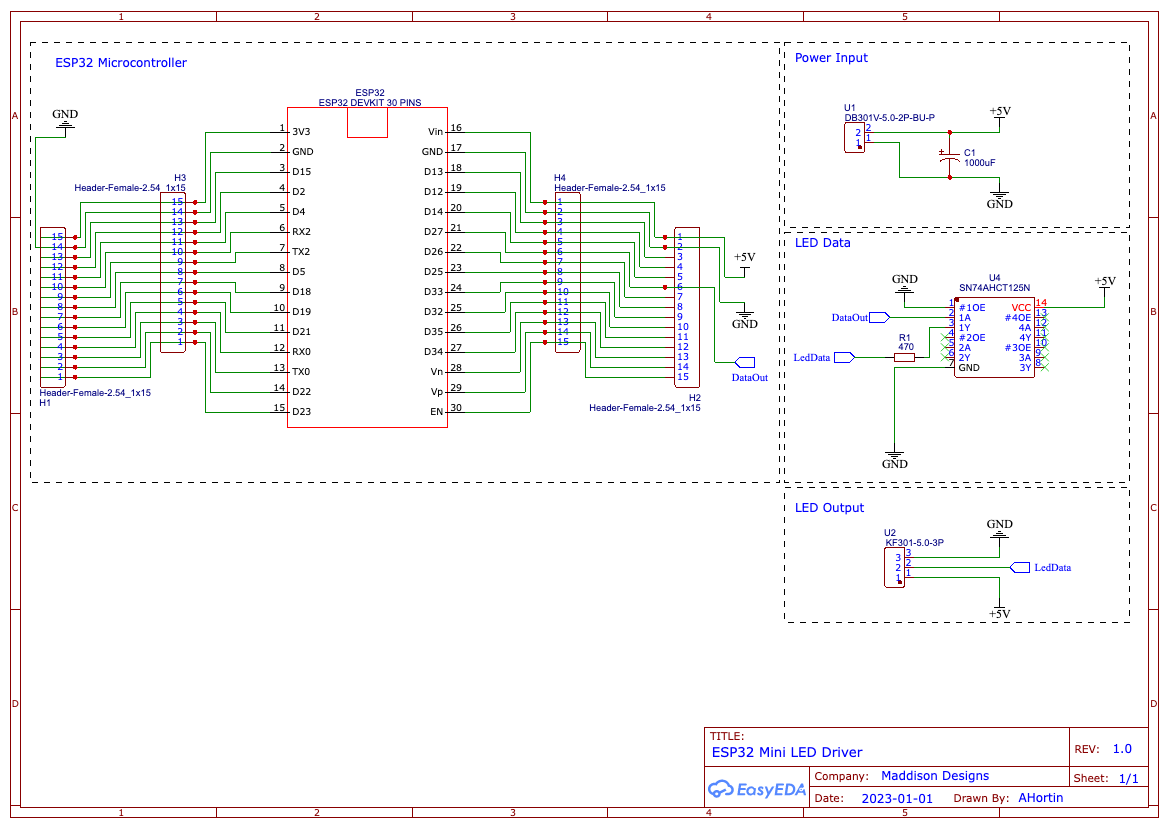 1 2 3 4 5
A A
B B
C C
D D
ESP32 Microcontroller
GND
ESP32
ESP32 DEVKIT 30 PINS
1 3V3
2 GND
3 D15
4 D2
5 D4
6 RX2
7 TX2
8 D5
9 D18
10 D19
11 D21
12 RX0
13 TX0
14 D22
15 D23
Vin 16
GND 17
D13 18
D12 19
D14 20
D27 21
D26 22
D25 23
D33 24
D32 25
D35 26
D34 27
Vn 28
Vp 29
EN 30
H3
Header-Female-2.54_1x15
15
14
13
12
11
10
9
8
7
6
5
4
3
2
1
15
14
13
12
11
10
9
8
7
6
5
4
3
2
1
Header-Female-2.54_1x15
H1
H4
Header-Female-2.54_1x15
1
2
3
4
5
6
7
8
9
10
11
12
13
14
15
1
2
3
4
5
6
7
8
9
10
11
12
13
14
15
H2
Header-Female-2.54_1x15
+5V
GND
DataOut
Power Input
U1
DB301V-5.0-2P-BU-P
2 2
1 1
+5V
+
C1
1000uF
GND
LED Data
GND
U4
SN74AHCT125N
+5V
1 #1OE VCC 14
2 1A #4OE 13
3 1Y 4A 12
4 #2OE 4Y 11
5 2A #3OE 10
6 2Y 3A 9
7 GND 3Y 8
DataOut
LedData
R1
470
GND
LED Output
U2
KF301-5.0-3P
3 3
2 2
1 1
GND
LedData
+5V
TITLE:
ESP32 Mini LED Driver
REV: 1.0
EasyEDA
Company: Maddison Designs
Sheet: 1/1
Date: 2023-01-01 Drawn By: AHortin
1 2 3 4 5